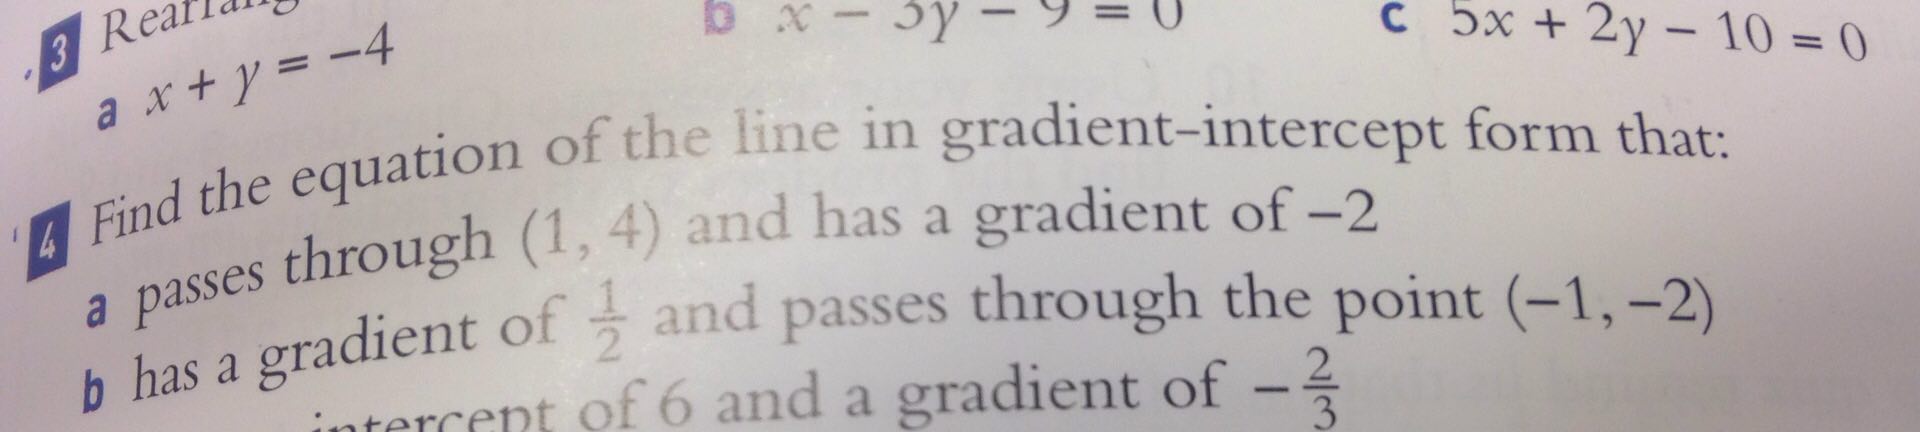 3
a x + y = −4
b x − 3y − 9 = 0
c 5x + 2y − 10 = 0
4 Find the equation of the line in gradient–intercept form that:
a passes through (1, 4) and has a gradient of −2
b has a gradient of 1/2 and passes through the point (−1, −2)
intercept of 6 and a gradient of −2/3